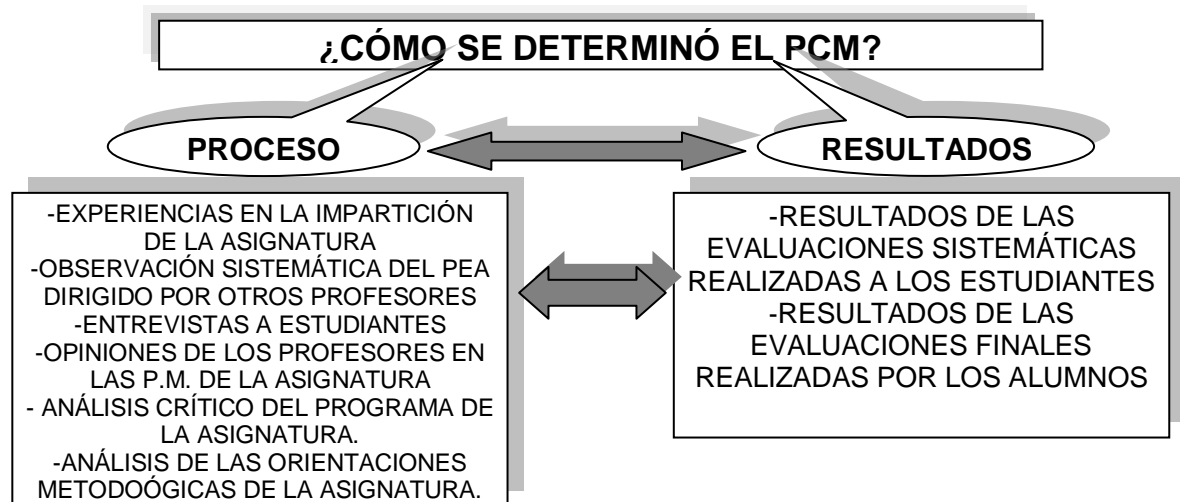 ¿CÓMO SE DETERMINÓ EL PCM?
PROCESO
RESULTADOS
-EXPERIENCIAS EN LA IMPARTICIÓN
DE LA ASIGNATURA
-OBSERVACIÓN SISTEMÁTICA DEL PEA
DIRIGIDO POR OTROS PROFESORES
-ENTREVISTAS A ESTUDIANTES
-OPINIONES DE LOS PROFESORES EN
LAS P.M. DE LA ASIGNATURA
- ANÁLISIS CRÍTICO DEL PROGRAMA DE
LA ASIGNATURA.
-ANÁLISIS DE LAS ORIENTACIONES
METODOÓGICAS DE LA ASIGNATURA.
-RESULTADOS DE LAS
EVALUACIONES SISTEMÁTICAS
REALIZADAS A LOS ESTUDIANTES
-RESULTADOS DE LAS
EVALUACIONES FINALES
REALIZADAS POR LOS ALUMNOS